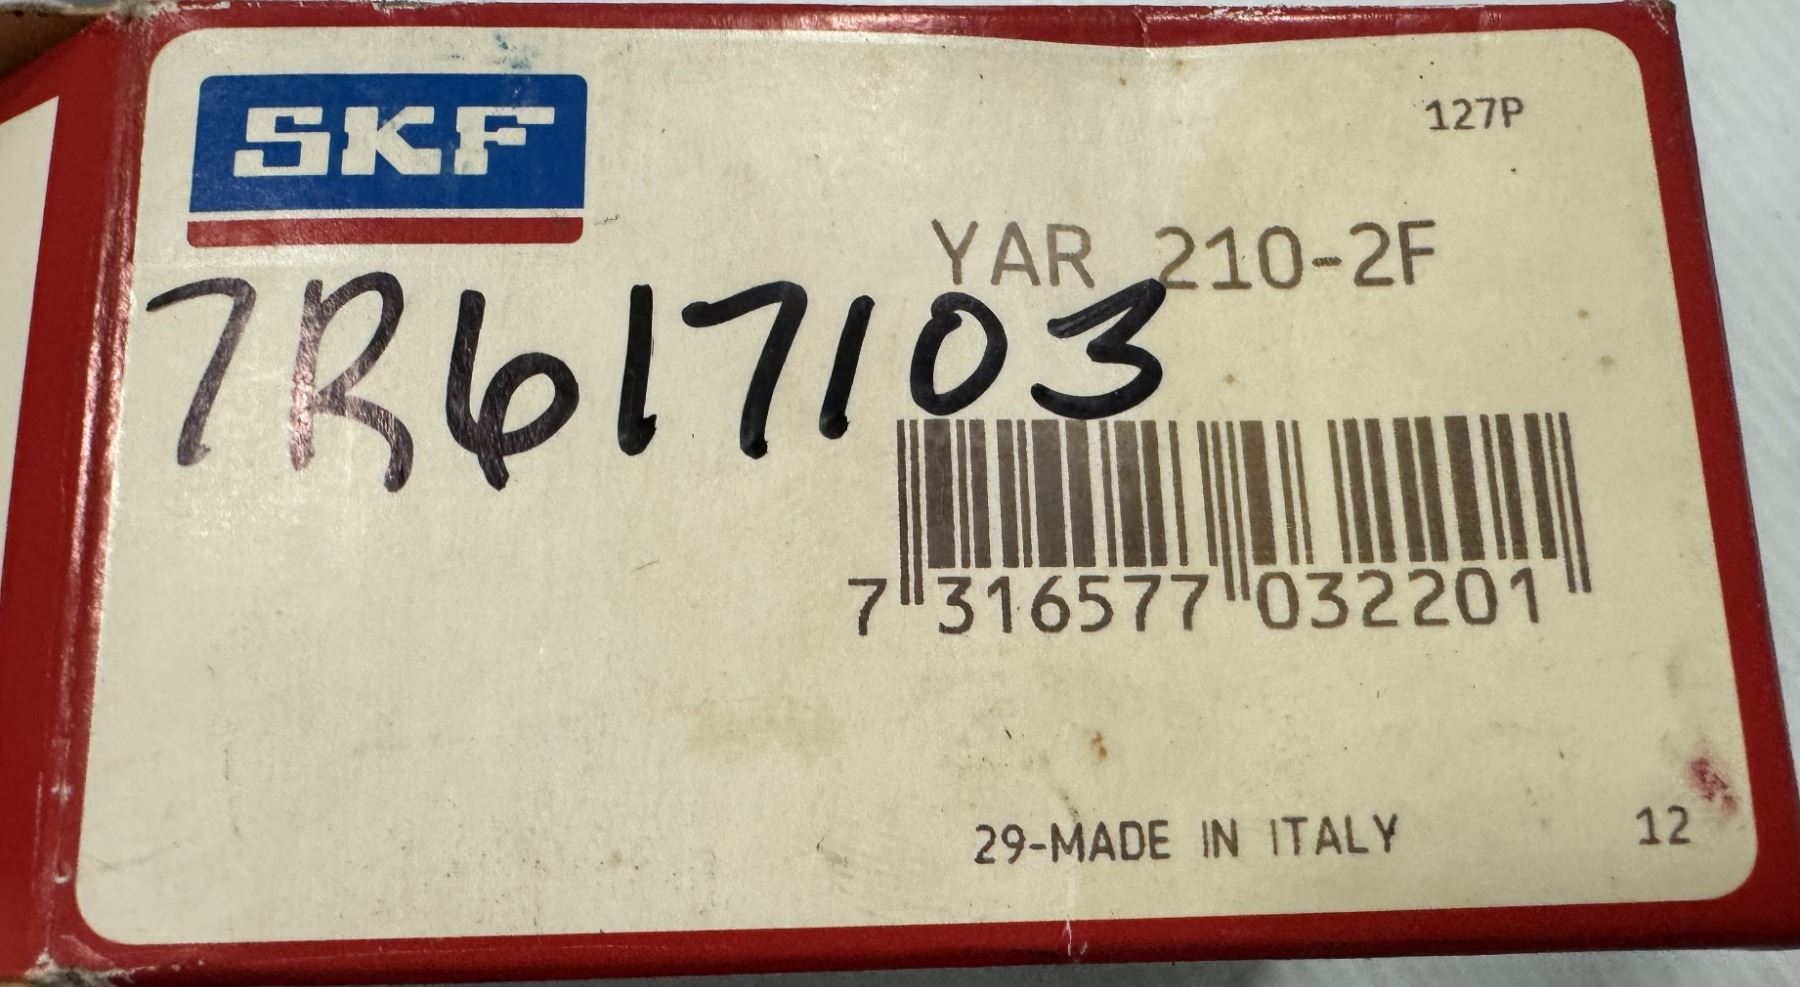 SKF
127P
YAR 210-2F
7R617103
7 316577 032201
29-MADE IN ITALY
12